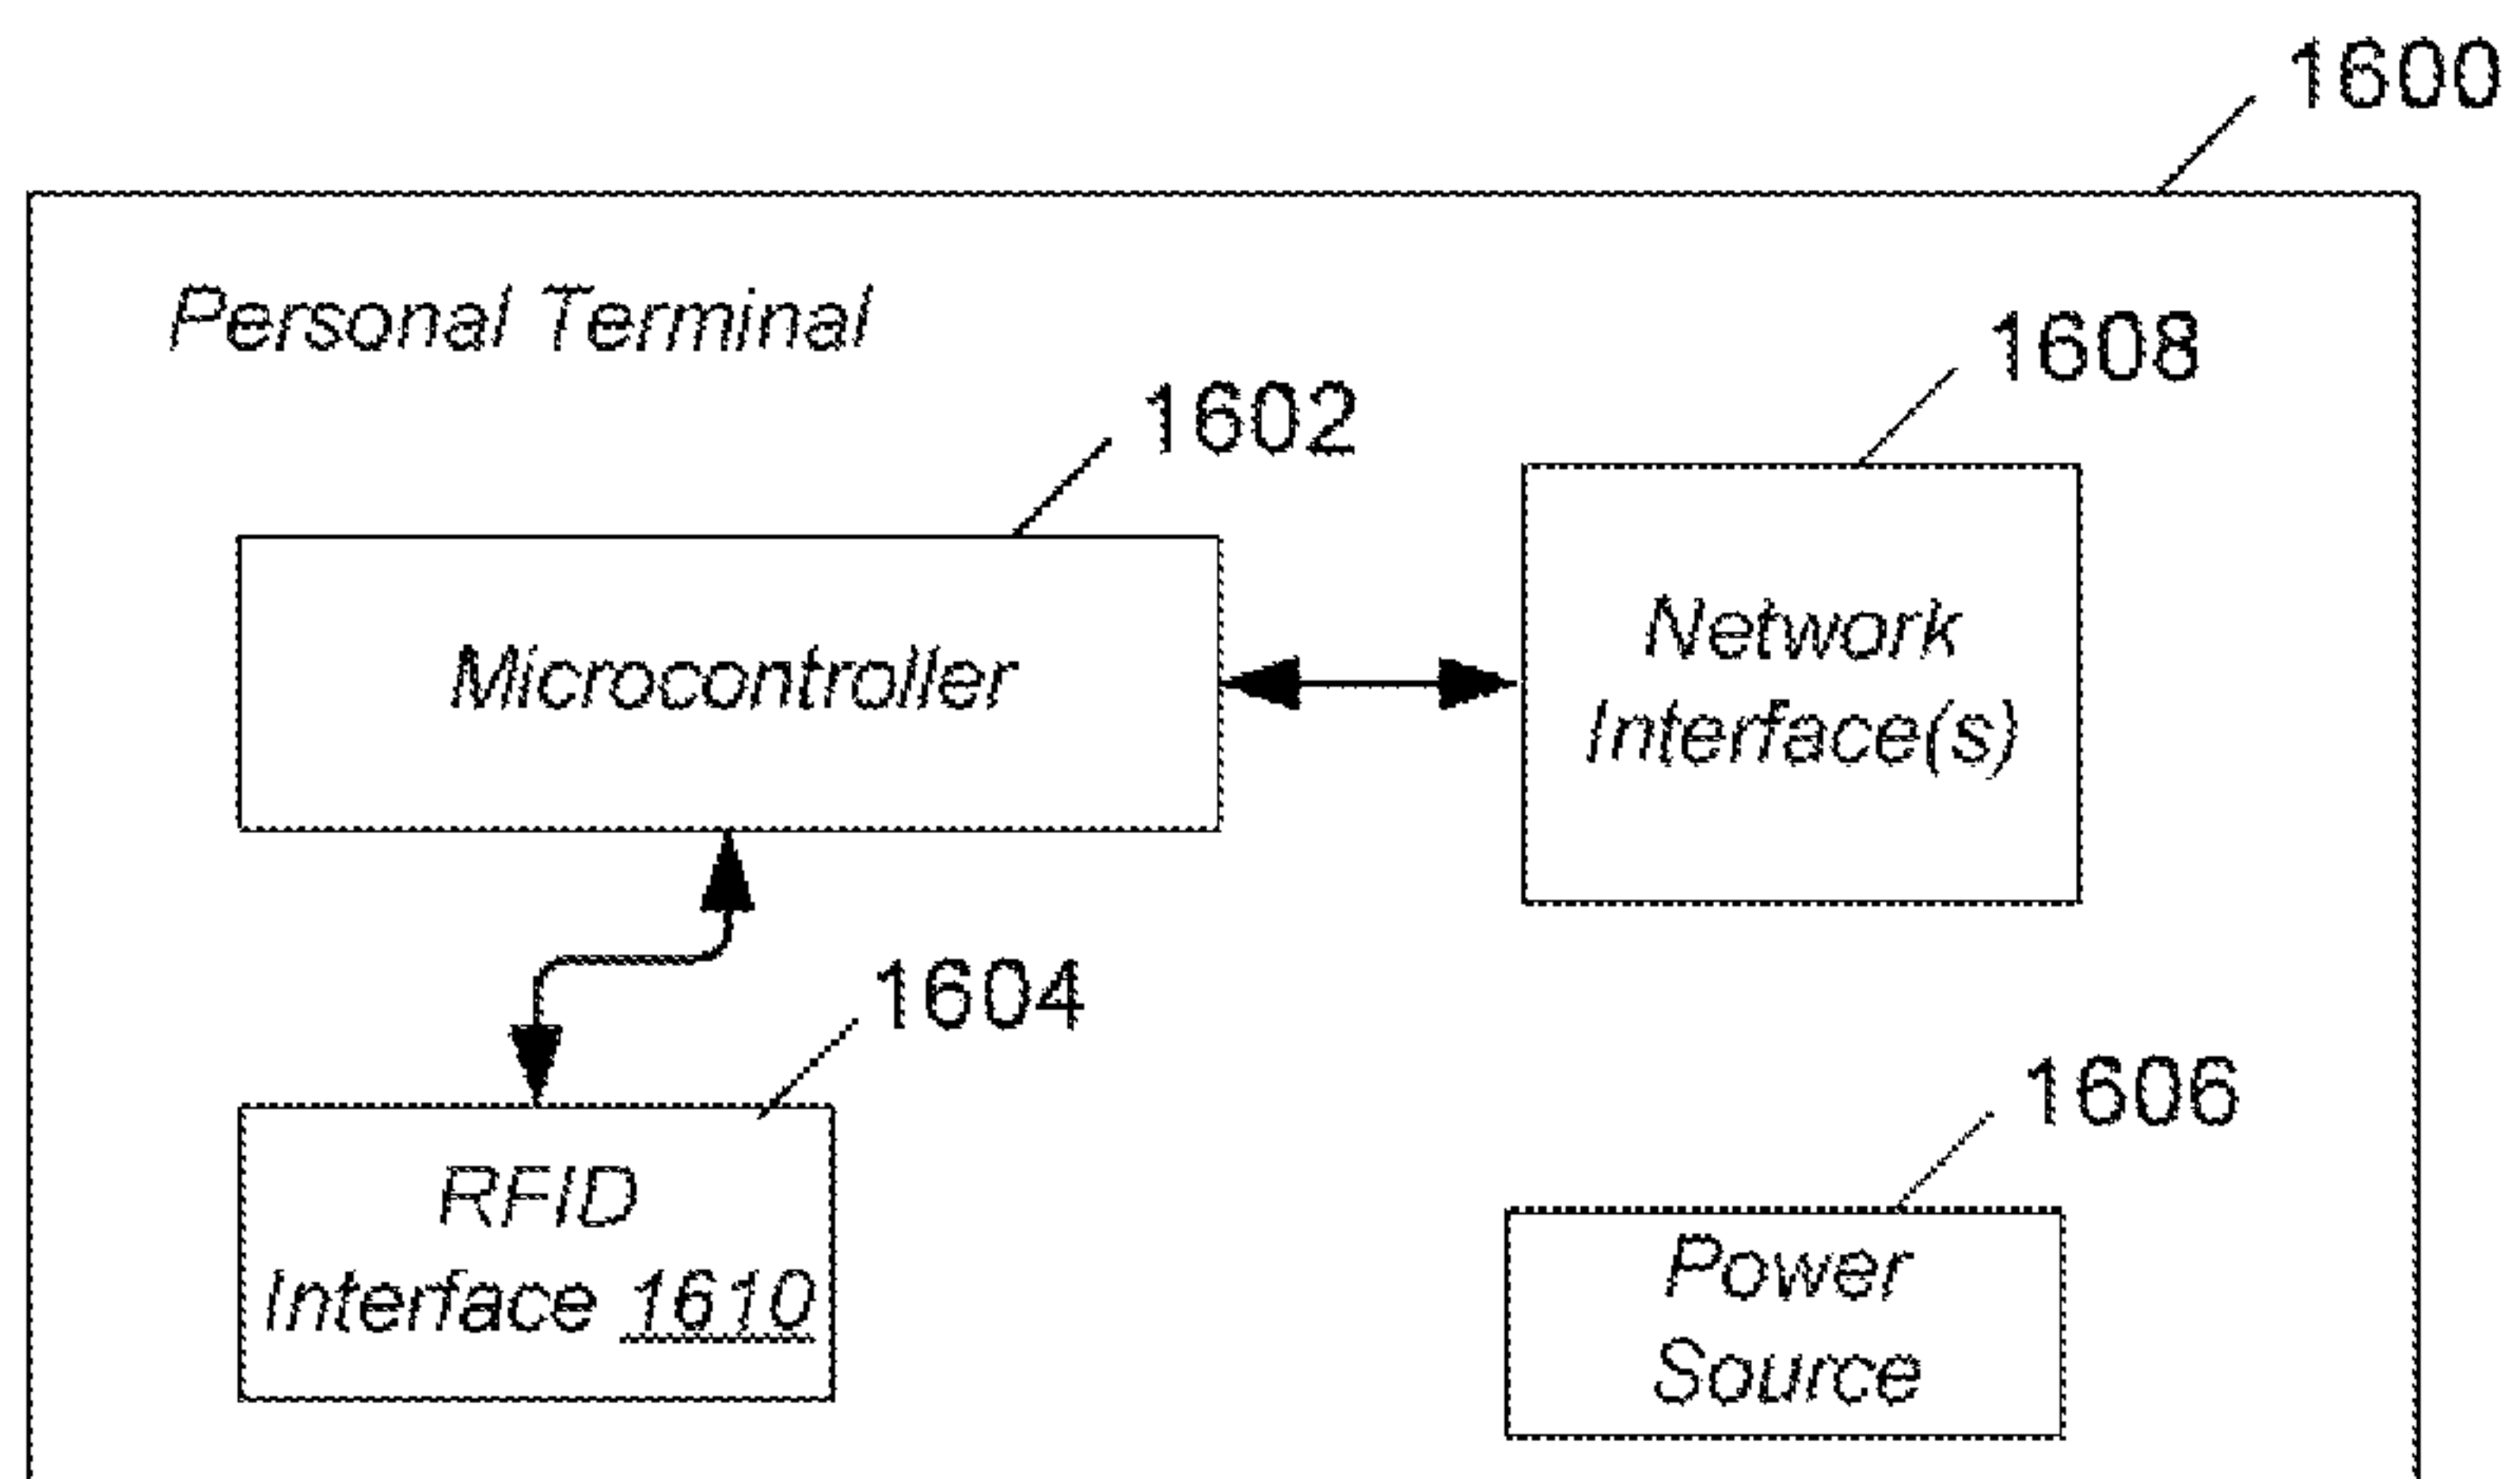 1600
Personal Terminal
1608
1602
Network
Interface(s)
Microcontroller
1604
1606
RFID
Interface 1610
Power
Source